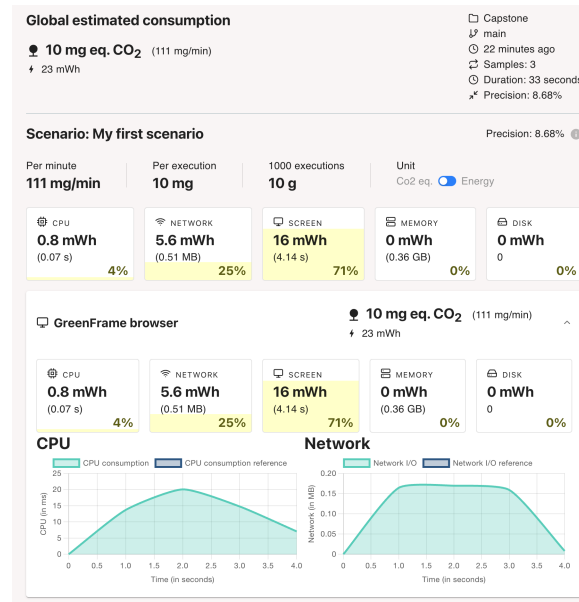 Global estimated consumption
10 mg eq. CO2 (111 mg/min)
23 mWh
Capstone
main
22 minutes ago
Samples: 3
Duration: 33 seconds
Precision: 8.68%
Scenario: My first scenario
Precision: 8.68%
Per minute
111 mg/min
Per execution
10 mg
1000 executions
10 g
Unit
Co2 eq. Energy
CPU
0.8 mWh
(0.07 s)
4%
NETWORK
5.6 mWh
(0.51 MB)
25%
SCREEN
16 mWh
(4.14 s)
71%
MEMORY
0 mWh
(0.36 GB)
0%
DISK
0 mWh
0
0%
GreenFrame browser
10 mg eq. CO2 (111 mg/min)
23 mWh
CPU
0.8 mWh
(0.07 s)
4%
NETWORK
5.6 mWh
(0.51 MB)
25%
SCREEN
16 mWh
(4.14 s)
71%
MEMORY
0 mWh
(0.36 GB)
0%
DISK
0 mWh
0
0%
CPU
CPU consumption CPU consumption reference
25
20
15
10
5
0
CPU (in ms)
0 0.5 1.0 1.5 2.0 2.5 3.0 3.5 4.0
Time (in seconds)
Network
Network I/O Network I/O reference
0.20
0.15
0.10
0.05
0
Network (in MB)
0 0.5 1.0 1.5 2.0 2.5 3.0 3.5 4.0
Time (in seconds)